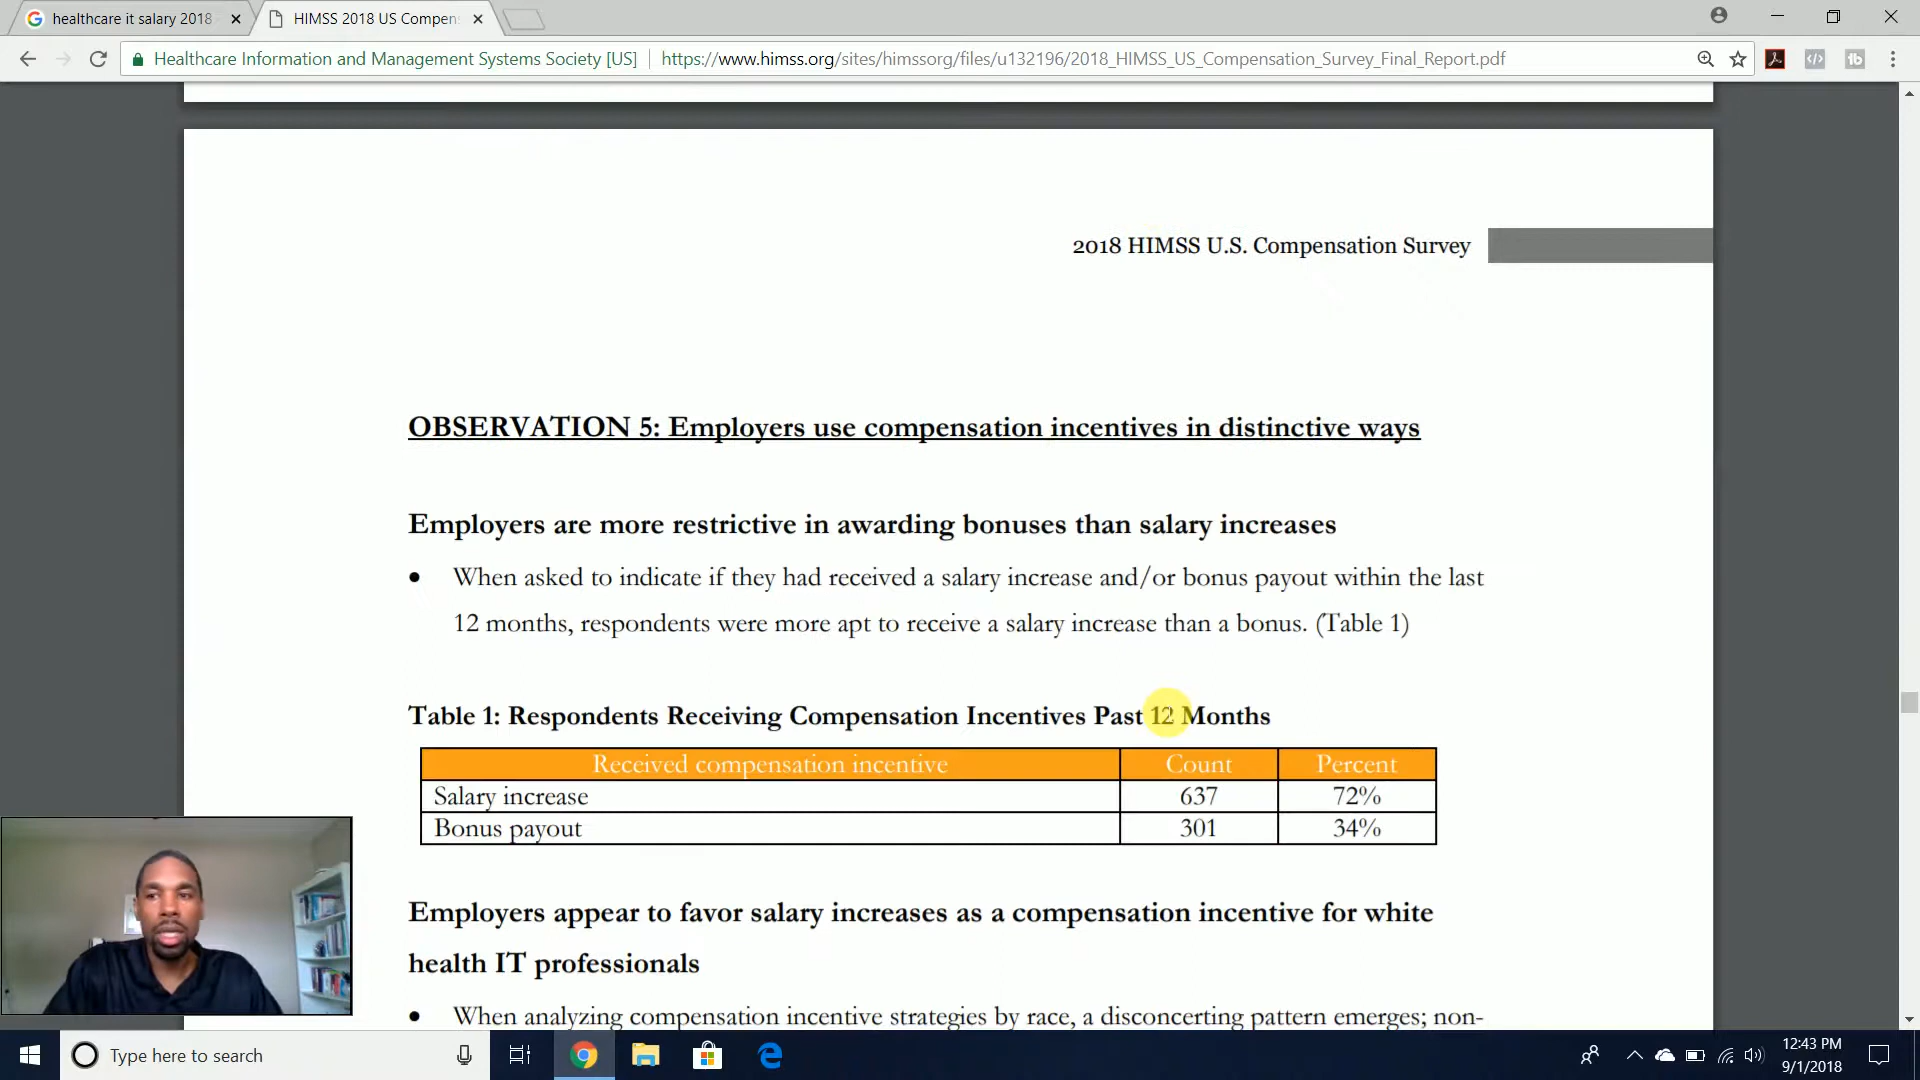 healthcare it salary 2018
HIMSS 2018 US Compens
Healthcare Information and Management Systems Society [US]
https://www.himss.org/sites/himssorg/files/u132196/2018_HIMSS_US_Compensation_Survey_Final_Report.pdf
2018 HIMSS U.S. Compensation Survey
OBSERVATION 5: Employers use compensation incentives in distinctive ways
Employers are more restrictive in awarding bonuses than salary increases
• When asked to indicate if they had received a salary increase and/or bonus payout within the last
12 months, respondents were more apt to receive a salary increase than a bonus. (Table 1)
Table 1: Respondents Receiving Compensation Incentives Past 12 Months
Received compensation incentive Count Percent
Salary increase 637 72%
Bonus payout 301 34%
Employers appear to favor salary increases as a compensation incentive for white
health IT professionals
• When analyzing compensation incentive strategies by race, a disconcerting pattern emerges; non-
Type here to search
12:43 PM
9/1/2018